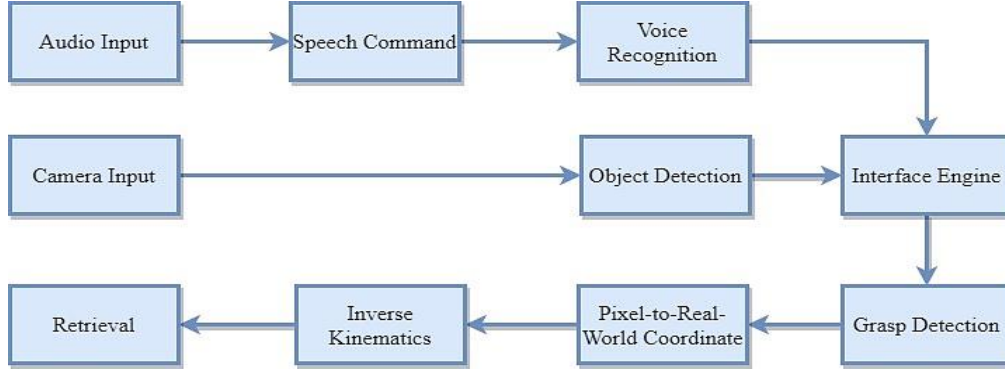 Audio Input
Speech Command
Voice
Recognition
Camera Input
Object Detection
Interface Engine
Retrieval
Inverse
Kinematics
Pixel-to-Real-
World Coordinate
Grasp Detection